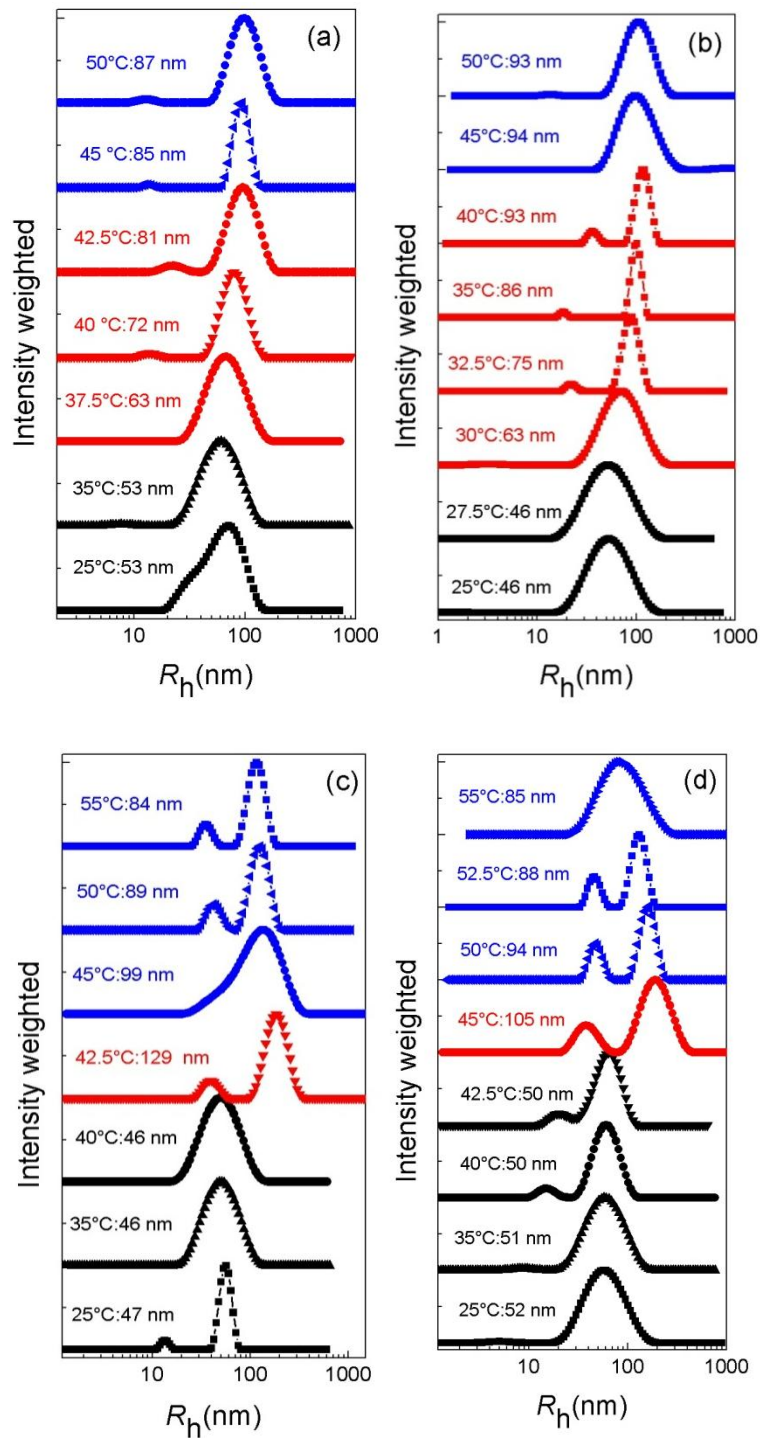 (a)
50°C:87 nm
45 °C:85 nm
42.5°C:81 nm
40 °C:72 nm
37.5°C:63 nm
35°C:53 nm
25°C:53 nm
Intensity weighted
10 100 1000
Rh(nm)
(b)
50°C:93 nm
45°C:94 nm
40°C:93 nm
35°C:86 nm
32.5°C:75 nm
30°C:63 nm
27.5°C:46 nm
25°C:46 nm
Intensity weighted
1 10 100 1000
Rh(nm)
(c)
55°C:84 nm
50°C:89 nm
45°C:99 nm
42.5°C:129 nm
40°C:46 nm
35°C:46 nm
25°C:47 nm
Intensity weighted
10 100 1000
Rh(nm)
(d)
55°C:85 nm
52.5°C:88 nm
50°C:94 nm
45°C:105 nm
42.5°C:50 nm
40°C:50 nm
35°C:51 nm
25°C:52 nm
Intensity weighted
10 100 1000
Rh(nm)